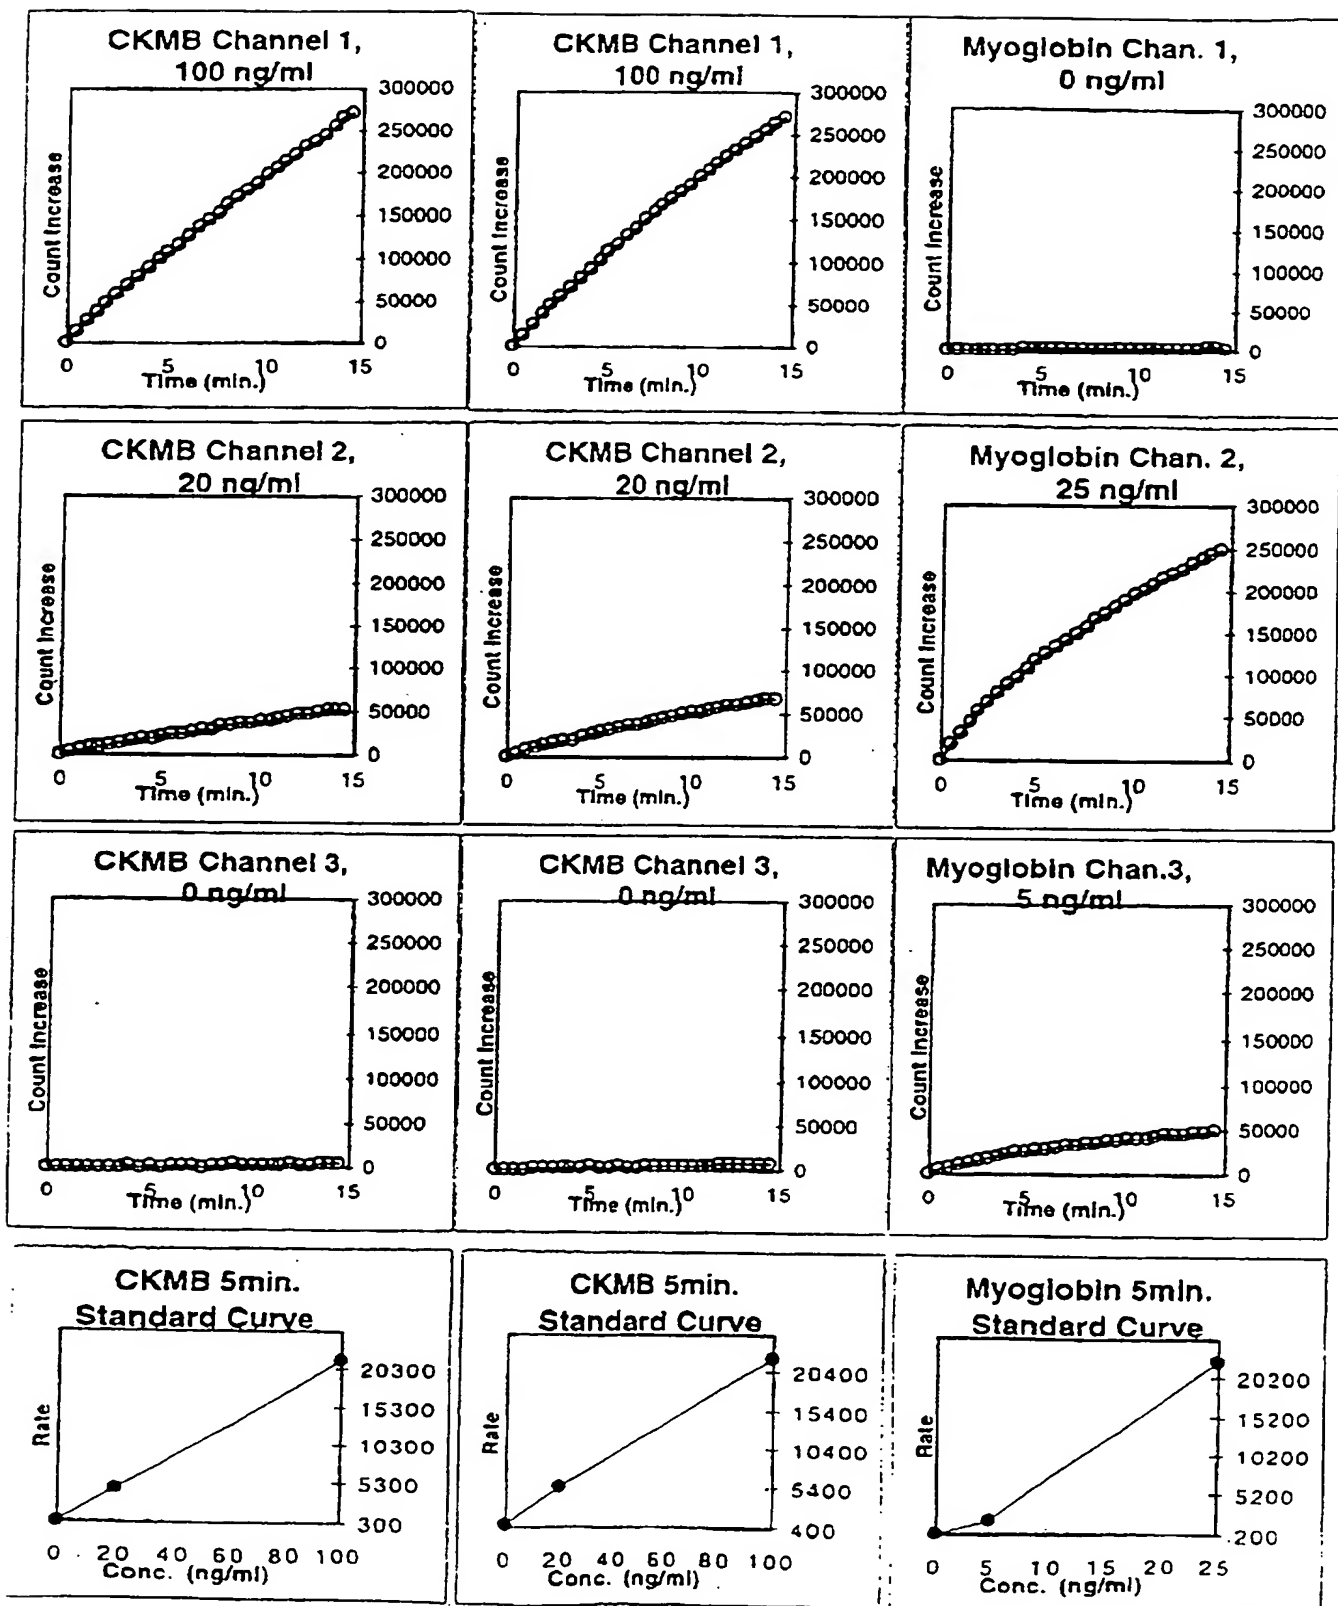 CKMB Channel 1,
100 ng/ml
300000
250000
200000
150000
100000
50000
0
Count Increase
0 5 10 15
Time (min.)
CKMB Channel 1,
100 ng/ml
300000
250000
200000
150000
100000
50000
0
Count Increase
0 5 10 15
Time (min.)
Myoglobin Chan. 1,
0 ng/ml
300000
250000
200000
150000
100000
50000
0
Count Increase
0 5 10 15
Time (min.)
CKMB Channel 2,
20 ng/ml
300000
250000
200000
150000
100000
50000
0
Count Increase
0 5 10 15
Time (min.)
CKMB Channel 2,
20 ng/ml
300000
250000
200000
150000
100000
50000
0
Count Increase
0 5 10 15
Time (min.)
Myoglobin Chan. 2,
25 ng/ml
300000
250000
200000
150000
100000
50000
0
Count Increase
0 5 10 15
Time (min.)
CKMB Channel 3,
0 ng/ml
300000
250000
200000
150000
100000
50000
0
Count Increase
0 5 10 15
Time (min.)
CKMB Channel 3,
0 ng/ml
300000
250000
200000
150000
100000
50000
0
Count Increase
0 5 10 15
Time (min.)
Myoglobin Chan.3,
5 ng/ml
300000
250000
200000
150000
100000
50000
0
Count Increase
0 5 10 15
Time (min.)
CKMB 5min.
Standard Curve
20300
15300
10300
5300
300
Rate
0 20 40 60 80 100
Conc. (ng/ml)
CKMB 5min.
Standard Curve
20400
15400
10400
5400
400
Rate
0 20 40 60 80 100
Conc. (ng/ml)
Myoglobin 5min.
Standard Curve
20200
15200
10200
5200
200
Rate
0 5 10 15 20 25
Conc. (ng/ml)